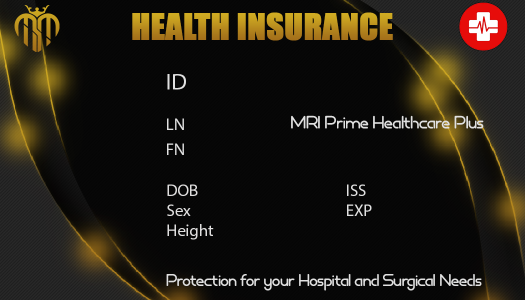 HEALTH INSURANCE
ID
LN
MRI Prime Healthcare Plus
FN
DOB
ISS
Sex
EXP
Height
Protection for your Hospital and Surgical Needs